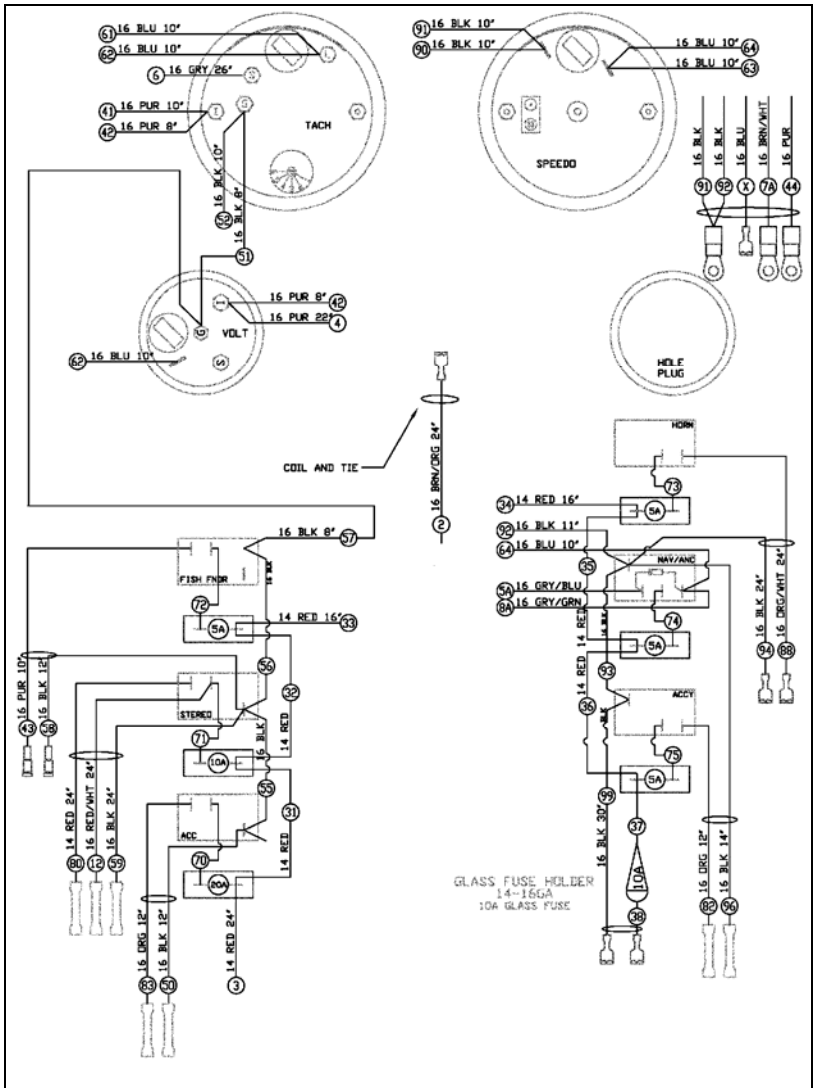 61 16 BLU 10"
62 16 BLU 10"
6 16 GRY 26"
41 16 PUR 10"
42 16 PUR 8"
L
S
I
G
TACH
16 BLK 10"
52
16 BLK 8"
51
91 16 BLK 10"
90 16 BLK 10"
16 BLU 10" 64
16 BLU 10" 63
SPEEDO
16 BLK
16 BLK
16 BLU
16 BRN/WHT
16 PUR
91
92
X
7A
44
16 PUR 8" 42
16 PUR 22" 4
I
G
S
VOLT
62 16 BLU 10"
HOLE
PLUG
COIL AND TIE
16 BRN/ORG 24"
2
16 BLK 8" 57
16 BLK
FISH FNDR
72
5A
14 RED 16" 33
56
32
14 RED
16 PUR 10"
16 BLK 12"
43
58
STEREO
71
10A
16 BLK
55
31
14 RED
14 RED 24"
16 RED/WHT 24"
16 BLK 24"
80
12
59
ACC
70
20A
16 ORG 12"
16 BLK 12"
83
50
14 RED 24"
3
HORN
73
34 14 RED 16"
5A
92 16 BLK 11"
64 16 BLU 10"
35
NAV/ANC
5A 16 GRY/BLU
8A 16 GRY/GRN
14 RED
16 BLK
74
5A
93
14 RED
36
16 BLK 24"
16 ORG/WHT 24"
94
88
ACCY
BLK
75
5A
99
16 BLK 30"
37
10A
38
GLASS FUSE HOLDER
14-16GA
10A GLASS FUSE
16 ORG 12"
16 BLK 14"
82
96